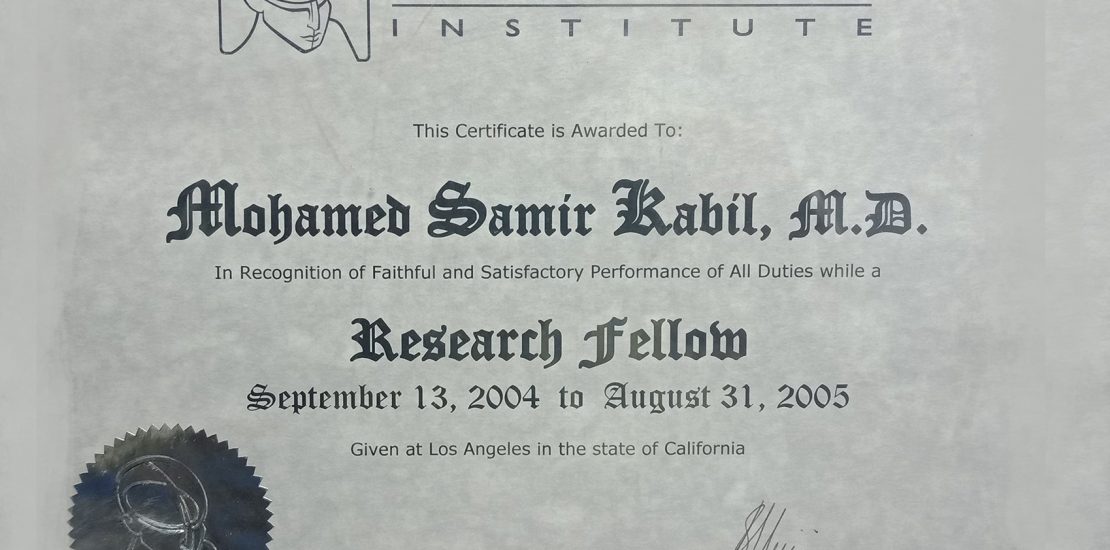 INSTITUTE
This Certificate is Awarded To:
Mohamed Samir Kabil, M.D.
In Recognition of Faithful and Satisfactory Performance of All Duties while a
Research Fellow
September 13, 2004 to August 31, 2005
Given at Los Angeles in the state of California